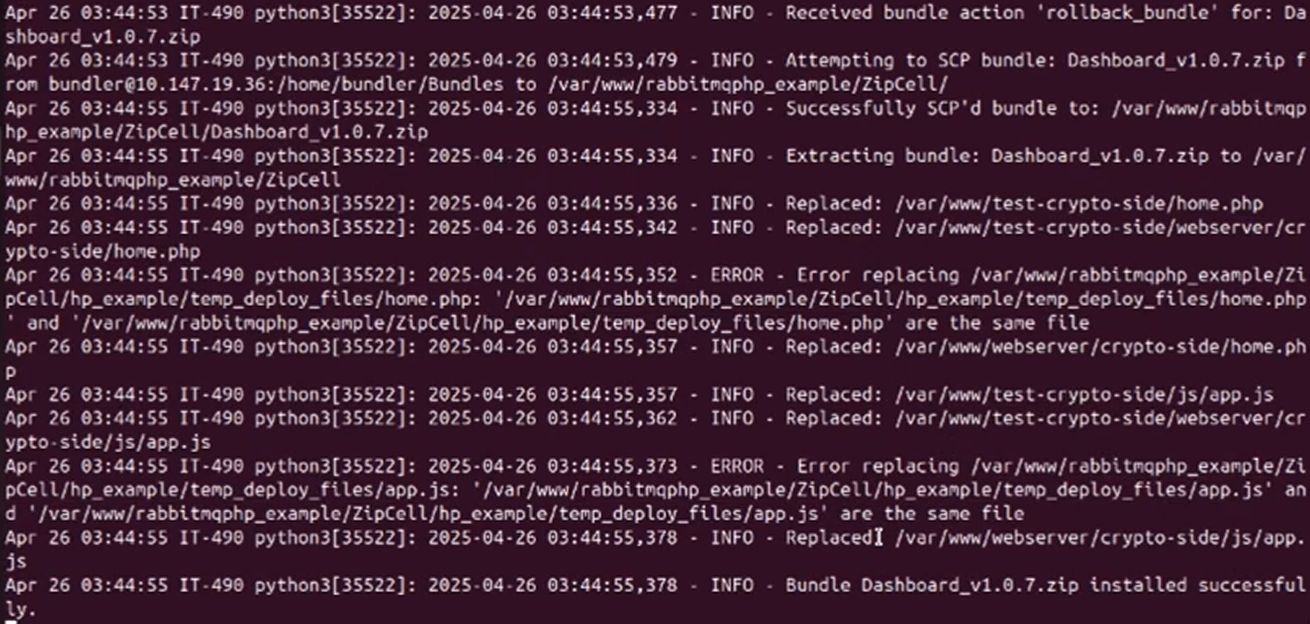 Apr 26 03:44:53 IT-490 python3[35522]: 2025-04-26 03:44:53,477 - INFO - Received bundle action 'rollback_bundle' for: Da
shboard_v1.0.7.zip
Apr 26 03:44:53 IT-490 python3[35522]: 2025-04-26 03:44:53,479 - INFO - Attempting to SCP bundle: Dashboard_v1.0.7.zip f
rom bundler@10.147.19.36:/home/bundler/Bundles to /var/www/rabbitmqphp_example/ZipCell/
Apr 26 03:44:55 IT-490 python3[35522]: 2025-04-26 03:44:55,334 - INFO - Successfully SCP'd bundle to: /var/www/rabbitmqp
hp_example/ZipCell/Dashboard_v1.0.7.zip
Apr 26 03:44:55 IT-490 python3[35522]: 2025-04-26 03:44:55,334 - INFO - Extracting bundle: Dashboard_v1.0.7.zip to /var/
www/rabbitmqphp_example/ZipCell
Apr 26 03:44:55 IT-490 python3[35522]: 2025-04-26 03:44:55,336 - INFO - Replaced: /var/www/test-crypto-side/home.php
Apr 26 03:44:55 IT-490 python3[35522]: 2025-04-26 03:44:55,342 - INFO - Replaced: /var/www/test-crypto-side/webserver/cr
ypto-side/home.php
Apr 26 03:44:55 IT-490 python3[35522]: 2025-04-26 03:44:55,352 - ERROR - Error replacing /var/www/rabbitmqphp_example/Zi
pCell/hp_example/temp_deploy_files/home.php: '/var/www/rabbitmqphp_example/ZipCell/hp_example/temp_deploy_files/home.php
' and '/var/www/rabbitmqphp_example/ZipCell/hp_example/temp_deploy_files/home.php' are the same file
Apr 26 03:44:55 IT-490 python3[35522]: 2025-04-26 03:44:55,357 - INFO - Replaced: /var/www/webserver/crypto-side/home.ph
p
Apr 26 03:44:55 IT-490 python3[35522]: 2025-04-26 03:44:55,357 - INFO - Replaced: /var/www/test-crypto-side/js/app.js
Apr 26 03:44:55 IT-490 python3[35522]: 2025-04-26 03:44:55,362 - INFO - Replaced: /var/www/test-crypto-side/webserver/cr
ypto-side/js/app.js
Apr 26 03:44:55 IT-490 python3[35522]: 2025-04-26 03:44:55,373 - ERROR - Error replacing /var/www/rabbitmqphp_example/Zi
pCell/hp_example/temp_deploy_files/app.js: '/var/www/rabbitmqphp_example/ZipCell/hp_example/temp_deploy_files/app.js' an
d '/var/www/rabbitmqphp_example/ZipCell/hp_example/temp_deploy_files/app.js' are the same file
Apr 26 03:44:55 IT-490 python3[35522]: 2025-04-26 03:44:55,378 - INFO - Replaced: /var/www/webserver/crypto-side/js/app.
js
Apr 26 03:44:55 IT-490 python3[35522]: 2025-04-26 03:44:55,378 - INFO - Bundle Dashboard_v1.0.7.zip installed successful
ly.